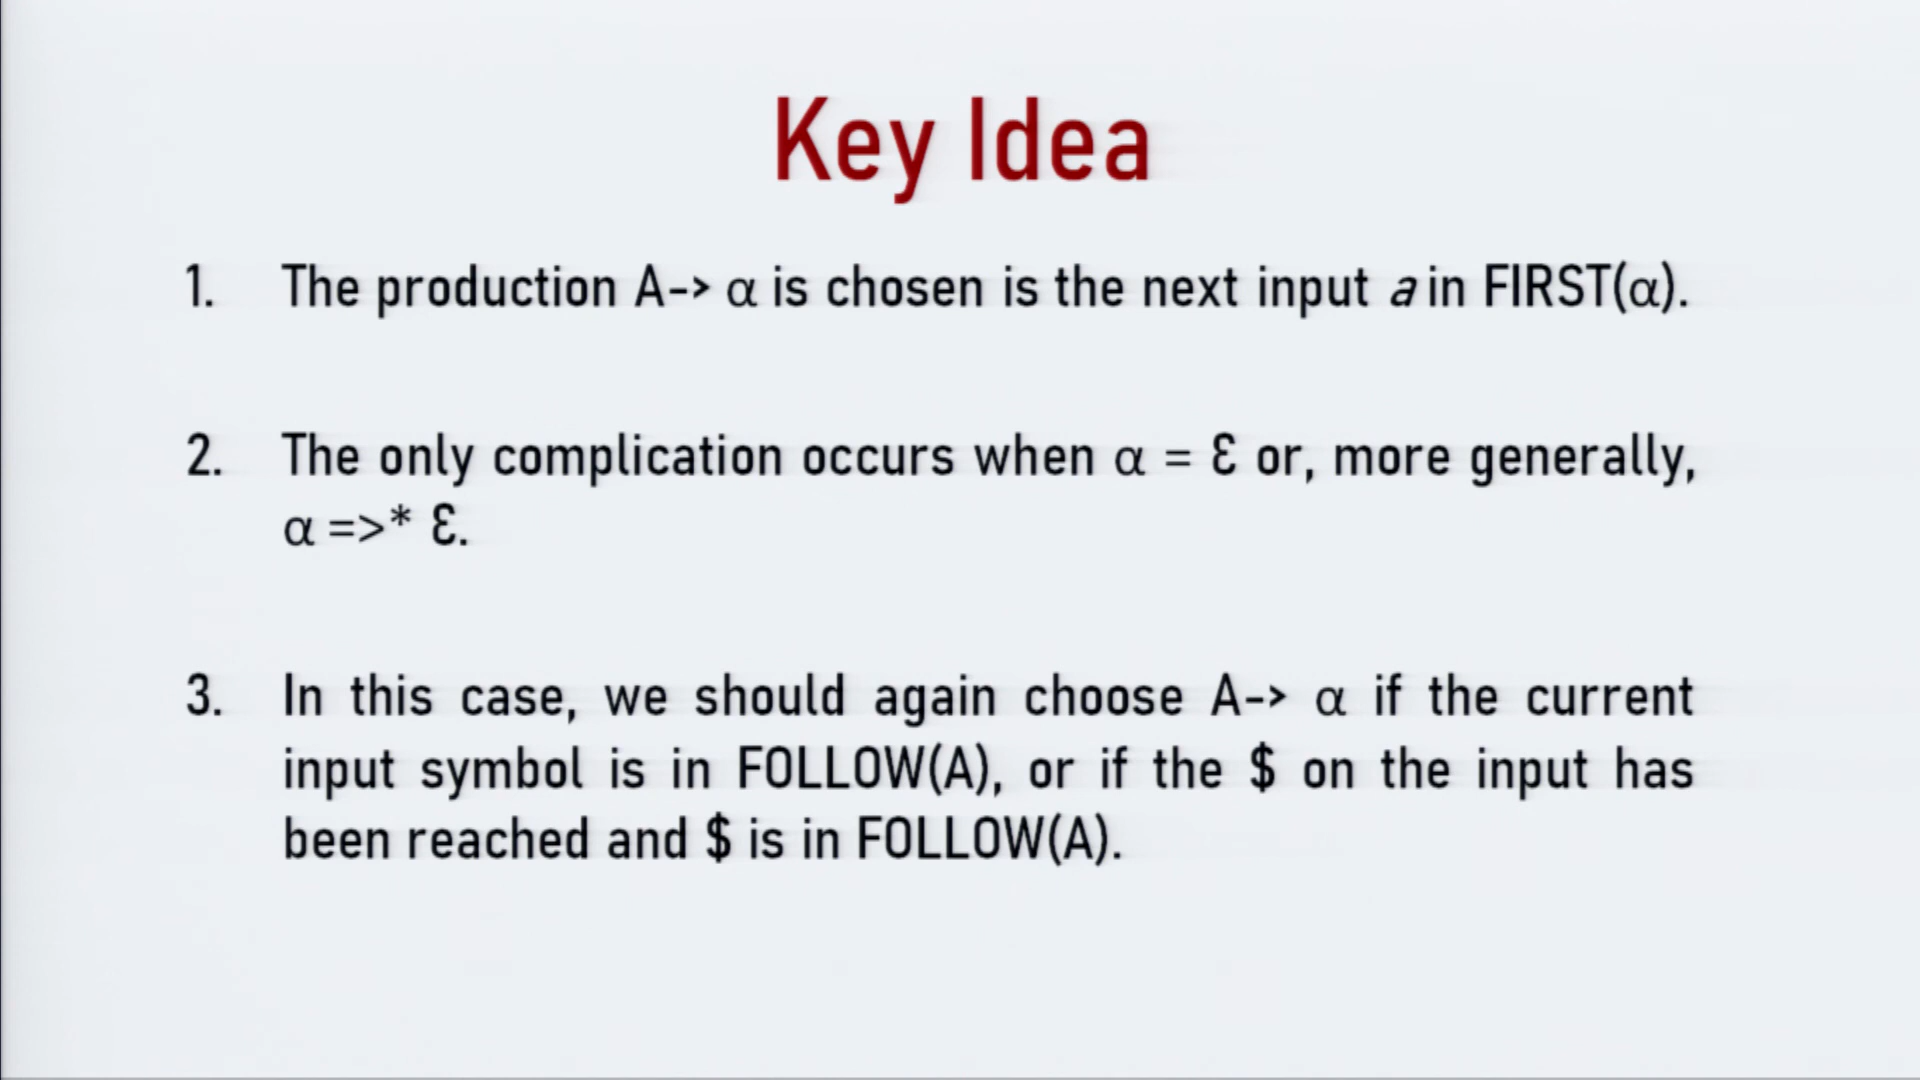 Key Idea
1. The production A-> α is chosen is the next input a in FIRST(α).
2. The only complication occurs when α = Ɛ or, more generally,
α =>* Ɛ.
3. In this case, we should again choose A-> α if the current
input symbol is in FOLLOW(A), or if the $ on the input has
been reached and $ is in FOLLOW(A).